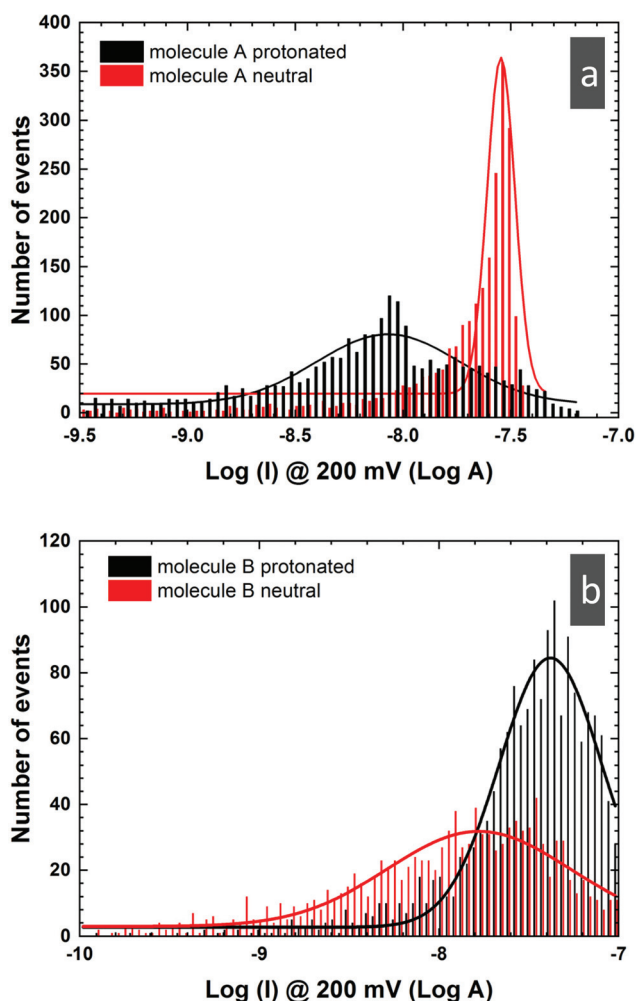 400
350
300
250
200
150
100
50
0
Number of events
molecule A protonated
molecule A neutral
a
-9.5 -9.0 -8.5 -8.0 -7.5 -7.0
Log (I) @ 200 mV (Log A)
120
100
80
60
40
20
0
Number of events
molecule B protonated
molecule B neutral
b
-10 -9 -8 -7
Log (I) @ 200 mV (Log A)